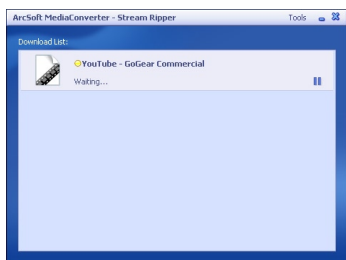 ArcSoft MediaConverter - Stream Ripper Tools
Download List:
YouTube - GoGear Commercial
Waiting...